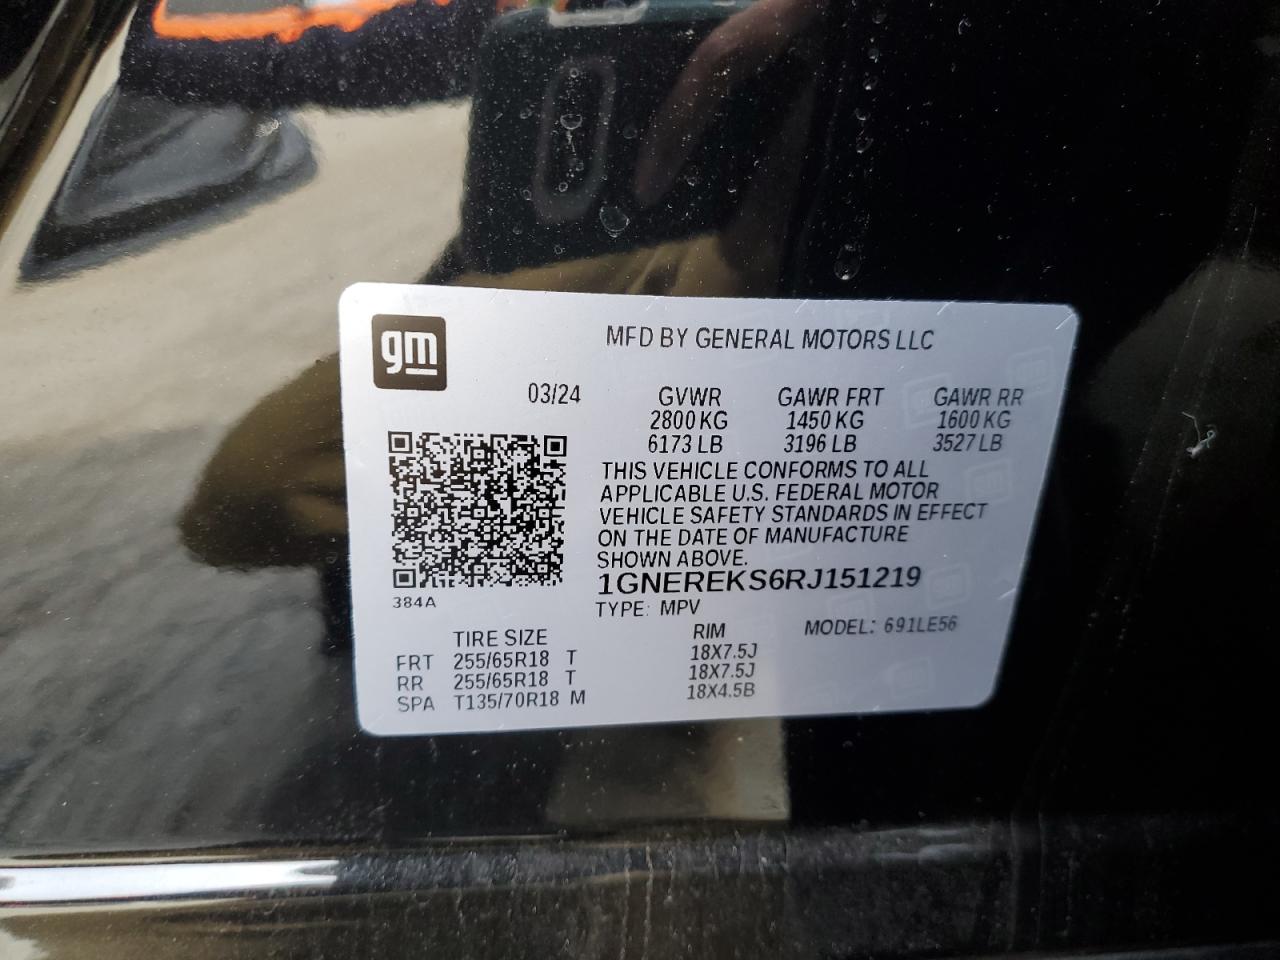 gm
MFD BY GENERAL MOTORS LLC
03/24 GVWR GAWR FRT GAWR RR
2800 KG 1450 KG 1600 KG
6173 LB 3196 LB 3527 LB
THIS VEHICLE CONFORMS TO ALL
APPLICABLE U.S. FEDERAL MOTOR
VEHICLE SAFETY STANDARDS IN EFFECT
ON THE DATE OF MANUFACTURE
SHOWN ABOVE.
1GNEREKS6RJ151219
384A
TYPE: MPV
MODEL: 691LE56
TIRE SIZE RIM
FRT 255/65R18 T 18X7.5J
RR 255/65R18 T 18X7.5J
SPA T135/70R18 M 18X4.5B